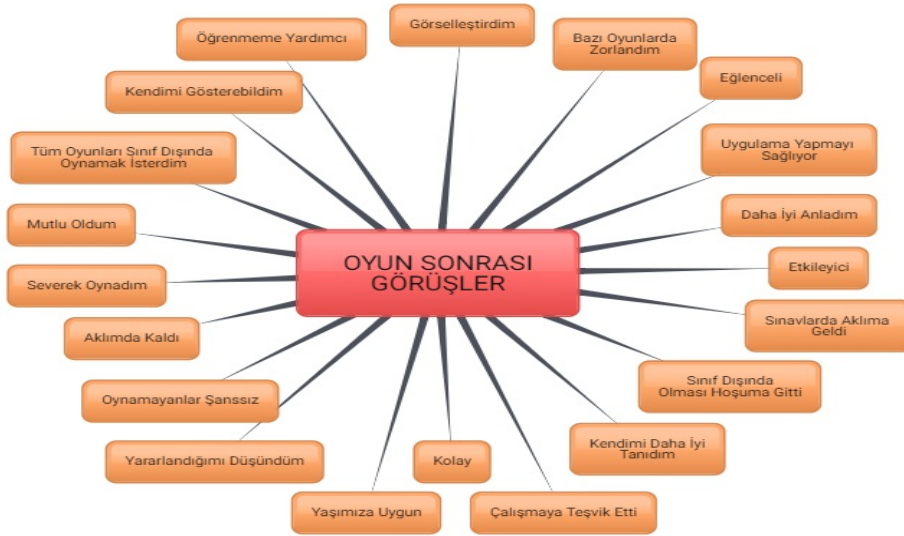 Görselleştirdim
Öğrenmeme Yardımcı
Bazı Oyunlarda
Zorlandım
Eğlenceli
Kendimi Gösterebildim
Tüm Oyunları Sınıf Dışında
Oynamak İsterdim
Uygulama Yapmayı
Sağlıyor
Mutlu Oldum
Daha İyi Anladım
OYUN SONRASI
GÖRÜŞLER
Etkileyici
Severek Oynadım
Sınavlarda Aklıma
Geldi
Aklımda Kaldı
Sınıf Dışında
Olması Hoşuma Gitti
Oynamayanlar Şanssız
Kendimi Daha İyi
Tanıdım
Yararlandığımı Düşündüm
Kolay
Yaşımıza Uygun
Çalışmaya Teşvik Etti